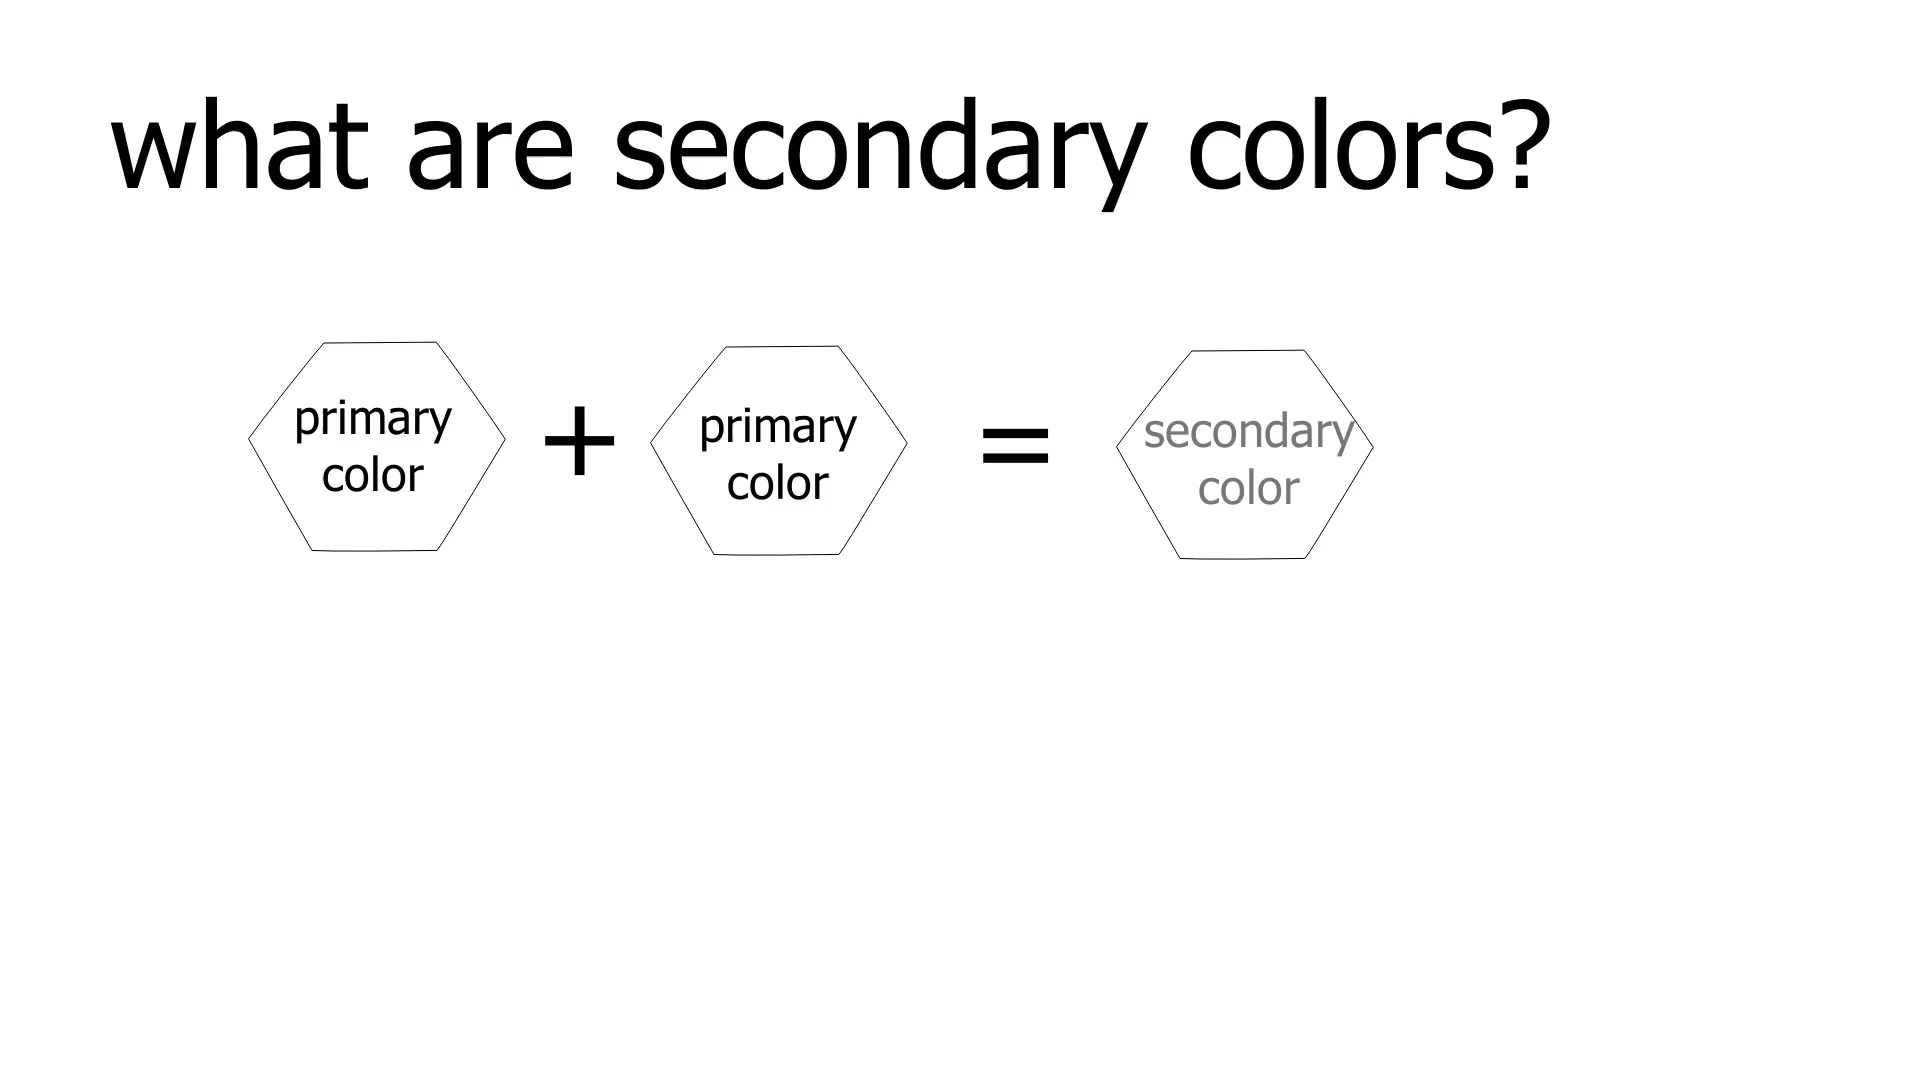 what are secondary colors?
primary
color
+
primary
color
=
secondary
color